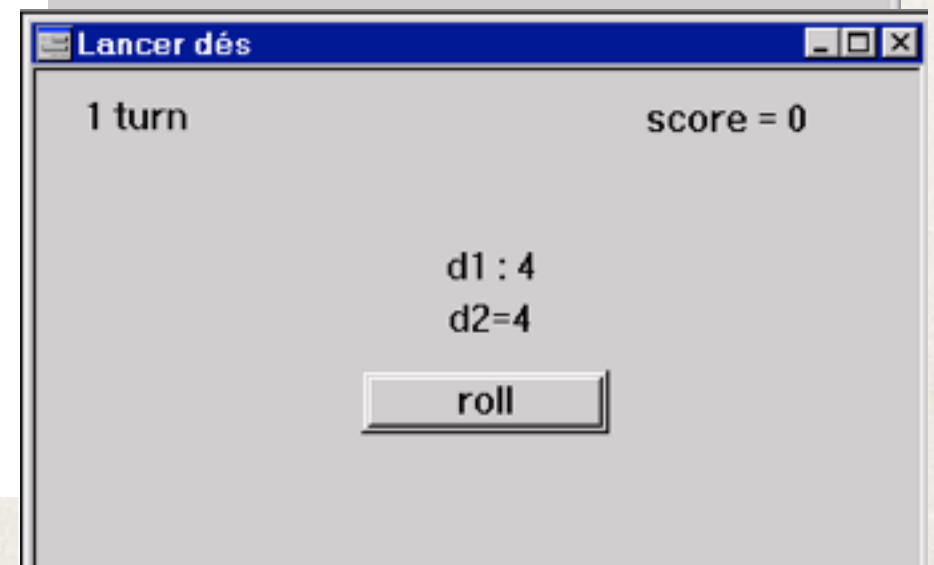 Lancer dés
1 turn
score = 0
d1 : 4
d2=4
roll